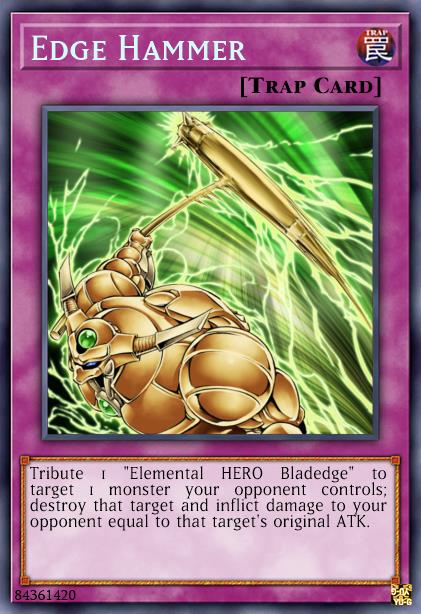 Edge Hammer
TRAP
罠
[Trap Card]
Tribute 1 "Elemental HERO Bladedge" to
target 1 monster your opponent controls;
destroy that target and inflict damage to your
opponent equal to that target's original ATK.
84361420